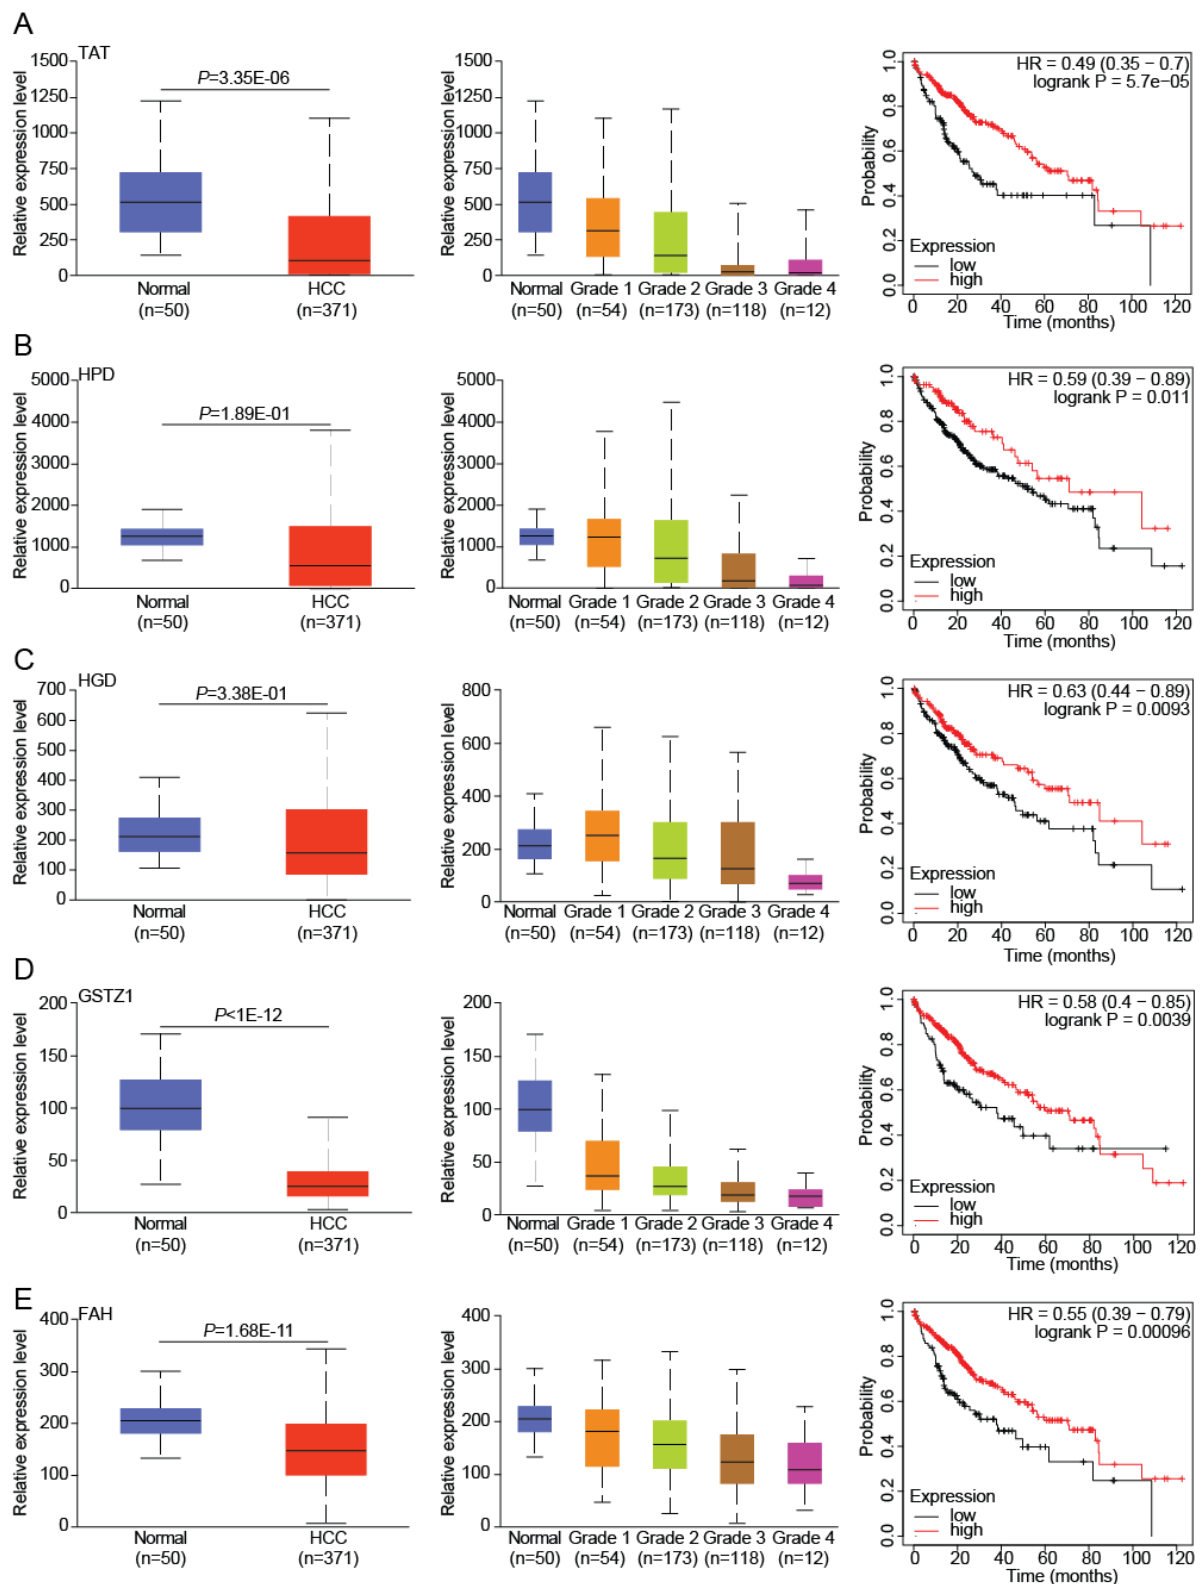 A
TAT
Relative expression level
1500
1250
1000
750
500
250
0
P=3.35E-06
Normal
(n=50)
HCC
(n=371)
Relative expression level
1500
1250
1000
750
500
250
0
Normal Grade 1 Grade 2 Grade 3 Grade 4
(n=50) (n=54) (n=173) (n=118) (n=12)
HR = 0.49 (0.35 − 0.7)
logrank P = 5.7e−05
Probability
1.0
0.8
0.6
0.4
0.2
0.0
Expression
low
high
0 20 40 60 80 100 120
Time (months)
B
HPD
Relative expression level
5000
4000
3000
2000
1000
0
P=1.89E-01
Normal
(n=50)
HCC
(n=371)
Relative expression level
5000
4000
3000
2000
1000
0
Normal Grade 1 Grade 2 Grade 3 Grade 4
(n=50) (n=54) (n=173) (n=118) (n=12)
HR = 0.59 (0.39 − 0.89)
logrank P = 0.011
Probability
1.0
0.8
0.6
0.4
0.2
0.0
Expression
low
high
0 20 40 60 80 100 120
Time (months)
C
HGD
Relative expression level
700
600
500
400
300
200
100
0
P=3.38E-01
Normal
(n=50)
HCC
(n=371)
Relative expression level
800
600
400
200
0
Normal Grade 1 Grade 2 Grade 3 Grade 4
(n=50) (n=54) (n=173) (n=118) (n=12)
HR = 0.63 (0.44 − 0.89)
logrank P = 0.0093
Probability
1.0
0.8
0.6
0.4
0.2
0.0
Expression
low
high
0 20 40 60 80 100 120
Time (months)
D
GSTZ1
Relative expression level
200
150
100
50
0
P<1E-12
Normal
(n=50)
HCC
(n=371)
Relative expression level
200
150
100
50
0
Normal Grade 1 Grade 2 Grade 3 Grade 4
(n=50) (n=54) (n=173) (n=118) (n=12)
HR = 0.58 (0.4 − 0.85)
logrank P = 0.0039
Probability
1.0
0.8
0.6
0.4
0.2
0.0
Expression
low
high
0 20 40 60 80 100 120
Time (months)
E
FAH
Relative expression level
400
300
200
100
0
P=1.68E-11
Normal
(n=50)
HCC
(n=371)
Relative expression level
400
300
200
100
0
Normal Grade 1 Grade 2 Grade 3 Grade 4
(n=50) (n=54) (n=173) (n=118) (n=12)
HR = 0.55 (0.39 − 0.79)
logrank P = 0.00096
Probability
1.0
0.8
0.6
0.4
0.2
0.0
Expression
low
high
0 20 40 60 80 100 120
Time (months)